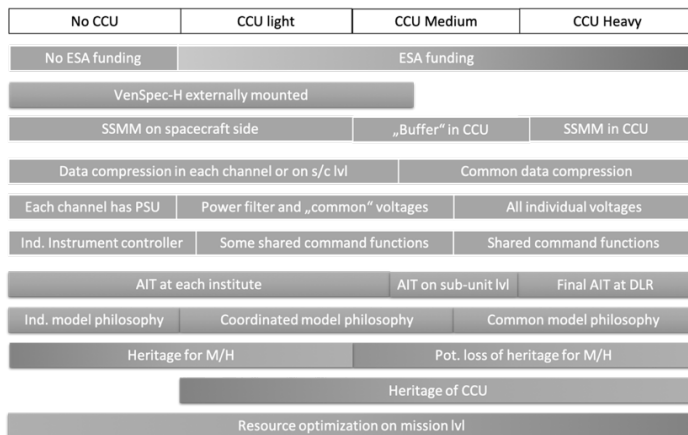 No CCU CCU light CCU Medium CCU Heavy
No ESA funding ESA funding
VenSpec-H externally mounted
SSMM on spacecraft side „Buffer“ in CCU SSMM in CCU
Data compression in each channel or on s/c lvl Common data compression
Each channel has PSU Power filter and „common“ voltages All individual voltages
Ind. Instrument controller Some shared command functions Shared command functions
AIT at each institute AIT on sub-unit lvl Final AIT at DLR
Ind. model philosophy Coordinated model philosophy Common model philosophy
Heritage for M/H Pot. loss of heritage for M/H
Heritage of CCU
Resource optimization on mission lvl